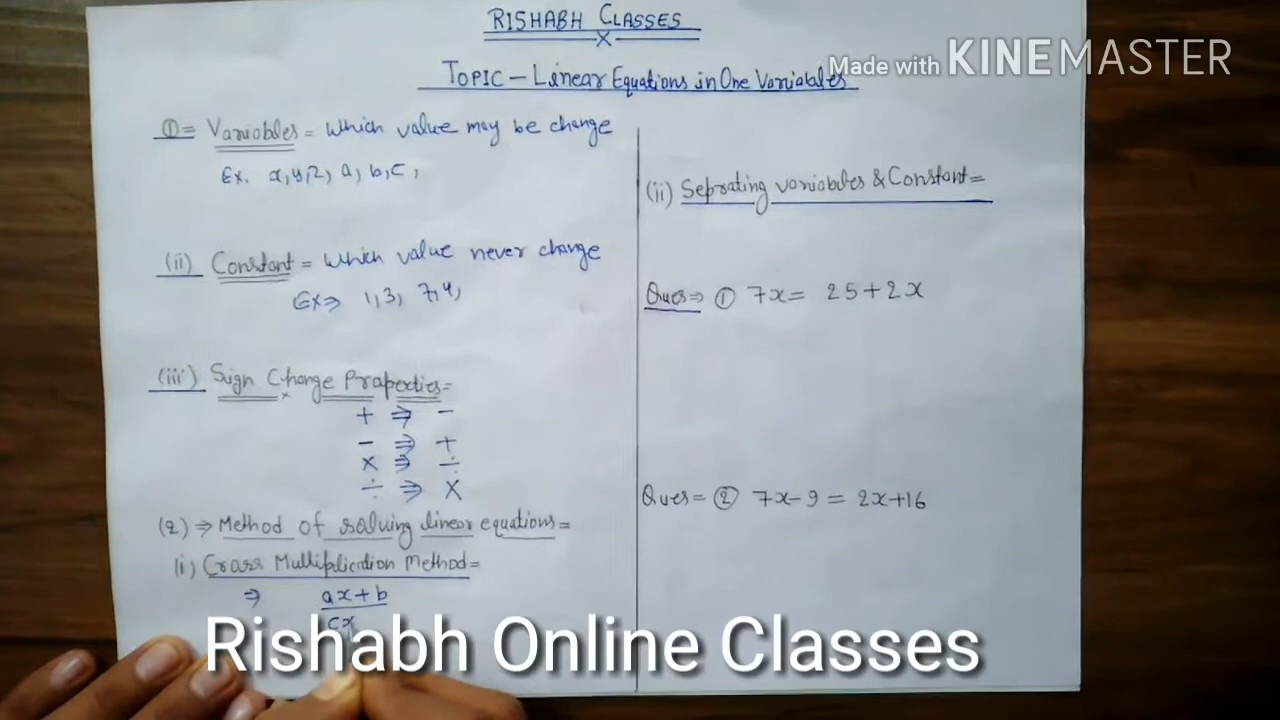 RISHABH CLASSES
Made with KINEMASTER
TOPIC - Linear Equations in One Variables
① = Variables = Which value may be change
Ex. x, y, z, a, b, c,
(ii) Constant = Which value never change
Ex ⇒ 1, 3, 7, 4,
(iii) Sign Change Properties =
+ ⇒ -
- ⇒ +
× ⇒ ÷
÷ ⇒ ×
(2) ⇒ Method of solving linear equations =
(i) Cross Multiplication Method =
⇒ ax+b
cx
(ii) Seprating variables & Constant =
Ques ⇒ ① 7x = 25+2x
Ques = ② 7x-9 = 2x+16
Rishabh Online Classes